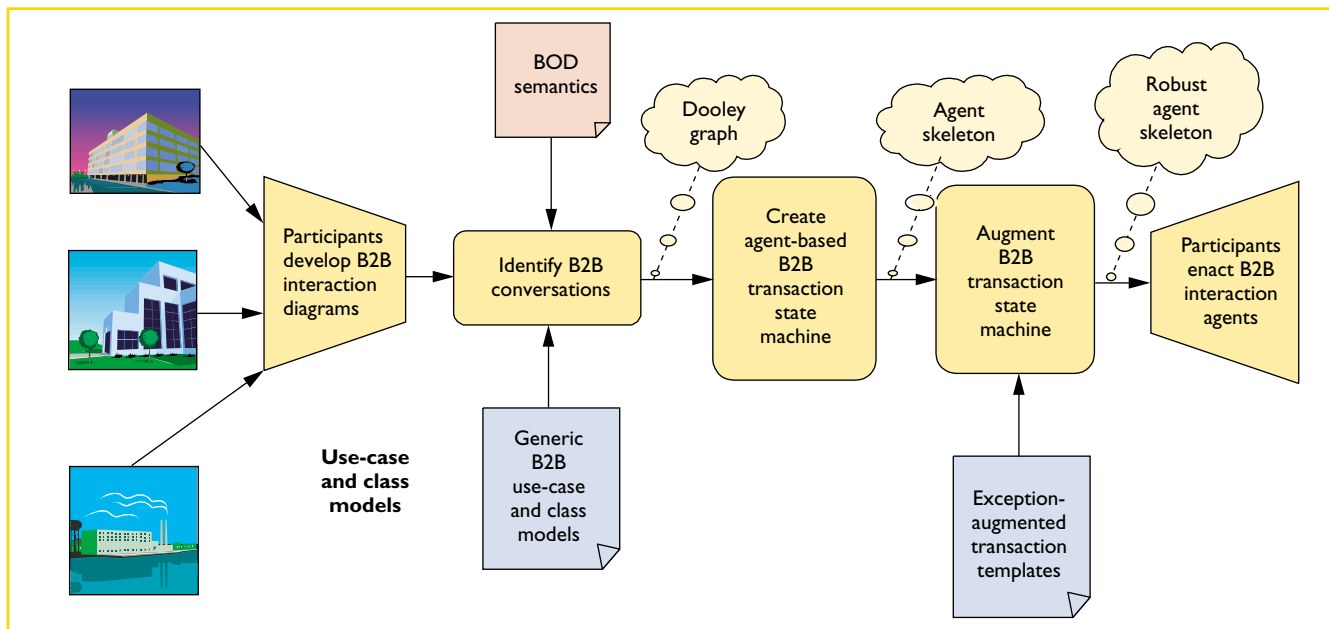 BOD
semantics
Dooley
graph
Agent
skeleton
Robust
agent
skeleton
Participants
develop B2B
interaction
diagrams
Identify B2B
conversations
Create
agent-based
B2B
transaction
state
machine
Augment
B2B
transaction
state
machine
Participants
enact B2B
interaction
agents
Use-case
and class
models
Generic
B2B
use-case
and class
models
Exception-
augmented
transaction
templates